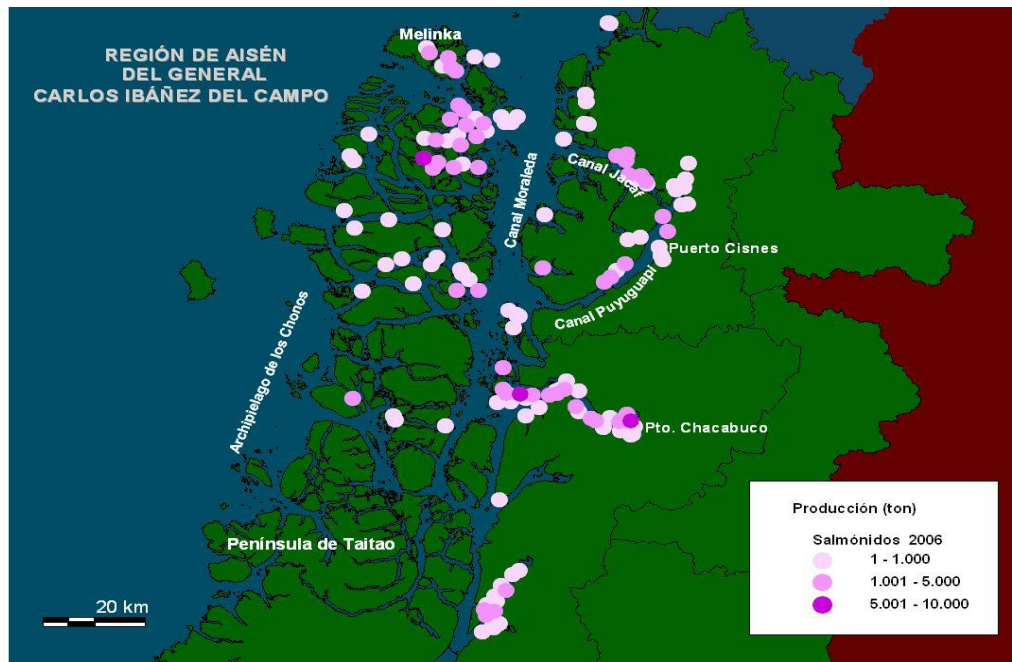 REGIÓN DE AISÉN
DEL GENERAL
CARLOS IBÁÑEZ DEL CAMPO
Melinka
Canal Moraleda
Canal Jacaf
Puerto Cisnes
Canal Puyuguapi
Archipielago de los Chonos
Pto. Chacabuco
Península de Taitao
20 km
Producción (ton)
Salmónidos 2006
1 - 1.000
1.001 - 5.000
5.001 - 10.000